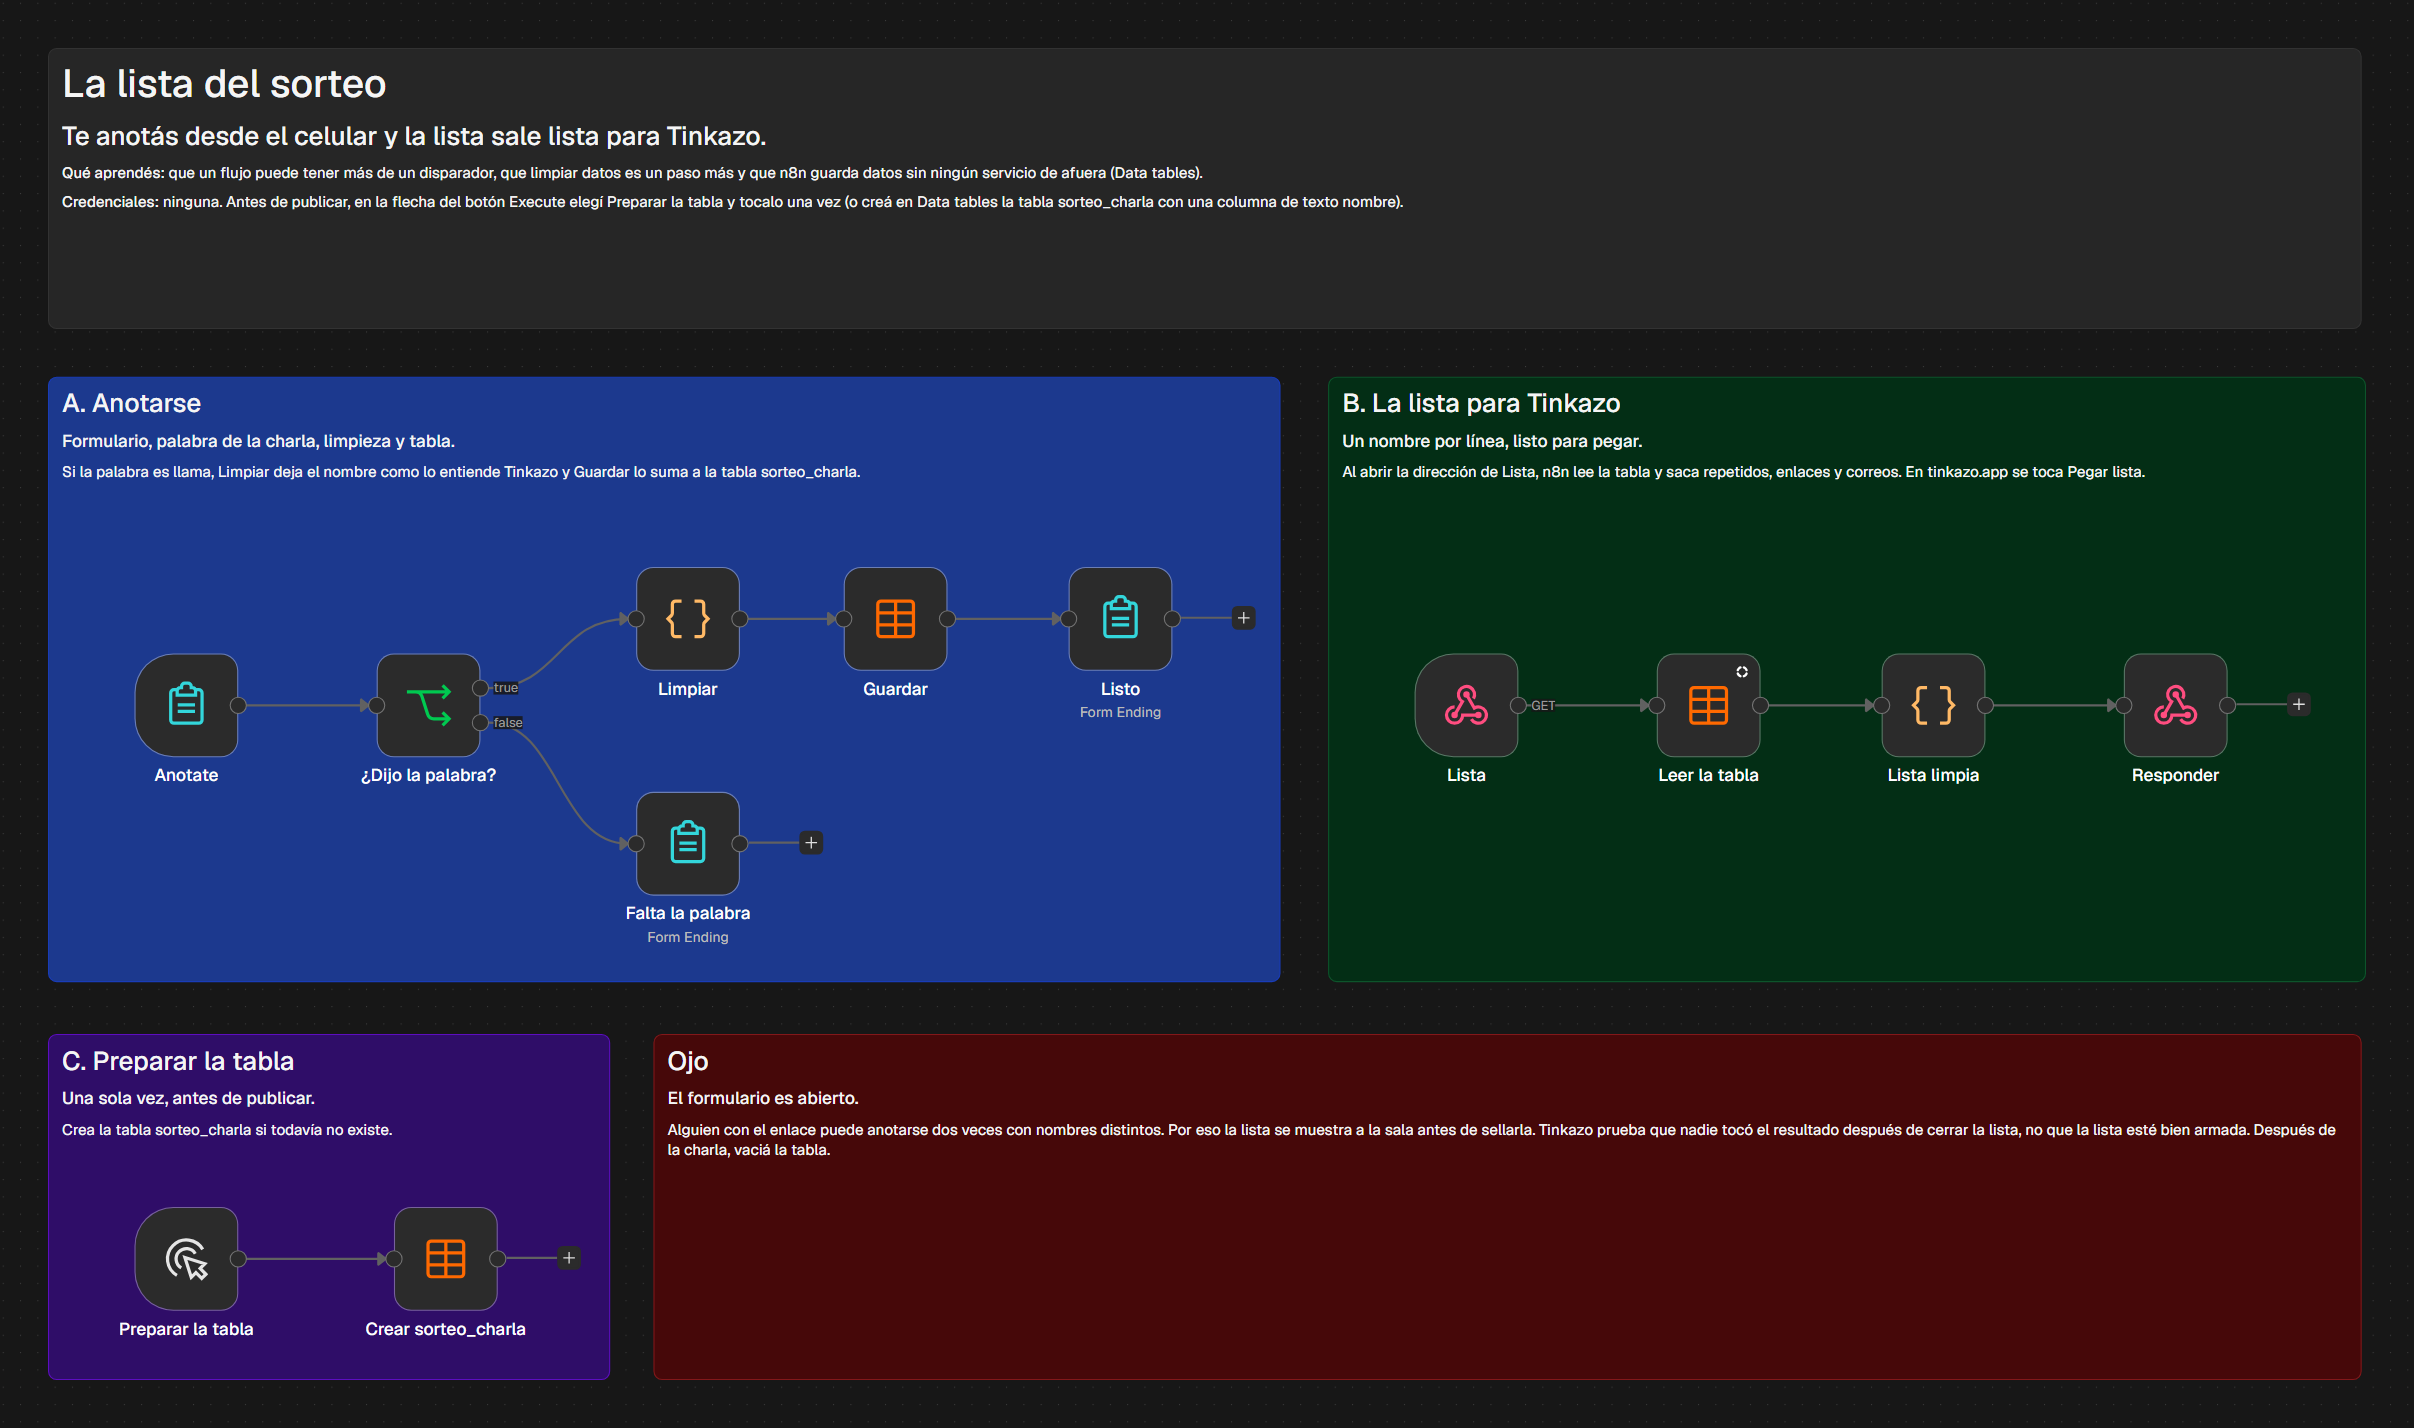 La lista del sorteo
Te anotás desde el celular y la lista sale lista para Tinkazo.
Qué aprendés: que un flujo puede tener más de un disparador, que limpiar datos es un paso más y que n8n guarda datos sin ningún servicio de afuera (Data tables).
Credenciales: ninguna. Antes de publicar, en la flecha del botón Execute elegí Preparar la tabla y tocalo una vez (o creá en Data tables la tabla sorteo_charla con una columna de texto nombre).
A. Anotarse
Formulario, palabra de la charla, limpieza y tabla.
Si la palabra es llama, Limpiar deja el nombre como lo entiende Tinkazo y Guardar lo suma a la tabla sorteo_charla.
Anotate
¿Dijo la palabra?
true
false
Limpiar
Guardar
Listo
Form Ending
Falta la palabra
Form Ending
B. La lista para Tinkazo
Un nombre por línea, listo para pegar.
Al abrir la dirección de Lista, n8n lee la tabla y saca repetidos, enlaces y correos. En tinkazo.app se toca Pegar lista.
Lista
GET
Leer la tabla
Lista limpia
Responder
C. Preparar la tabla
Una sola vez, antes de publicar.
Crea la tabla sorteo_charla si todavía no existe.
Preparar la tabla
Crear sorteo_charla
Ojo
El formulario es abierto.
Alguien con el enlace puede anotarse dos veces con nombres distintos. Por eso la lista se muestra a la sala antes de sellarla. Tinkazo prueba que nadie tocó el resultado después de cerrar la lista, no que la lista esté bien armada. Después de
la charla, vaciá la tabla.